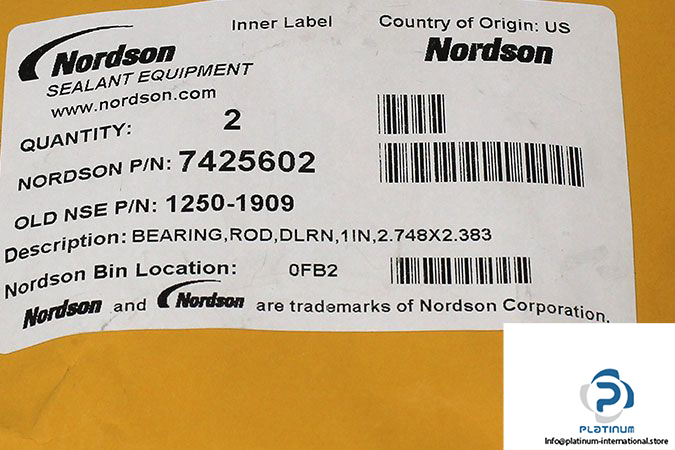 Inner Label
Country of Origin: US
Nordson
Nordson
SEALANT EQUIPMENT
www.nordson.com
QUANTITY: 2
NORDSON P/N: 7425602
OLD NSE P/N: 1250-1909
Description: BEARING,ROD,DLRN,1IN,2.748X2.383
Nordson Bin Location: 0FB2
Nordson and Nordson are trademarks of Nordson Corporation.
PLATINUM
Info@platinum-international.store